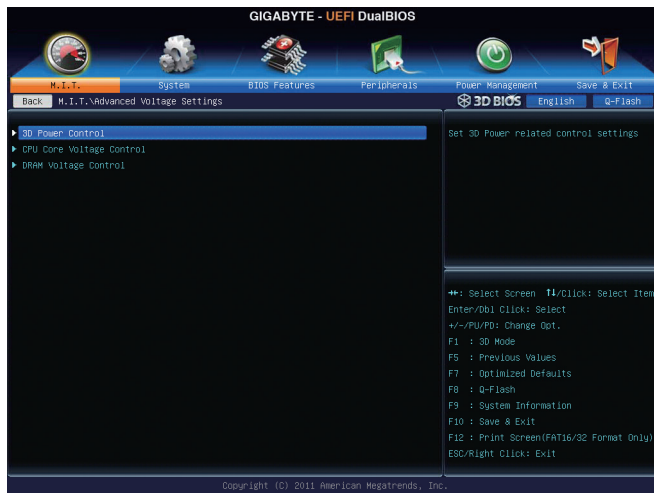 GIGABYTE - UEFI DualBIOS
M.I.T. System BIOS Features Peripherals Power Management Save & Exit
Back M.I.T.\Advanced Voltage Settings 3D BIOS English Q-Flash
3D Power Control
CPU Core Voltage Control
DRAM Voltage Control
Set 3D Power related control settings
→←: Select Screen ↑↓/Click: Select Item
Enter/Dbl Click: Select
+/-/PU/PD: Change Opt.
F1 : 3D Mode
F5 : Previous Values
F7 : Optimized Defaults
F8 : Q-Flash
F9 : System Information
F10 : Save & Exit
F12 : Print Screen(FAT16/32 Format Only)
ESC/Right Click: Exit
Copyright (C) 2011 American Megatrends, Inc.